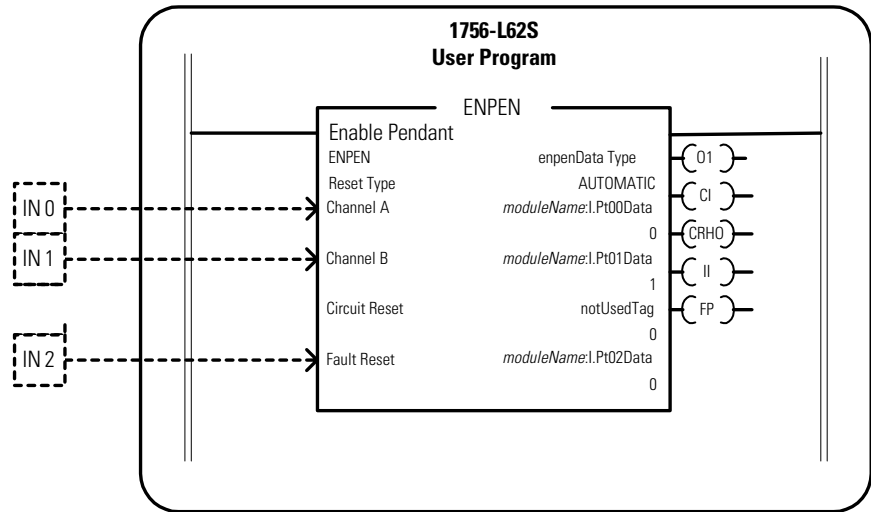 1756-L62S
User Program
ENPEN
Enable Pendant
ENPEN enpenData Type O1
Reset Type AUTOMATIC CI
IN 0 Channel A moduleName:I.Pt00Data
0 CRHO
IN 1 Channel B moduleName:I.Pt01Data II
1
Circuit Reset notUsedTag FP
0
IN 2 Fault Reset moduleName:I.Pt02Data
0